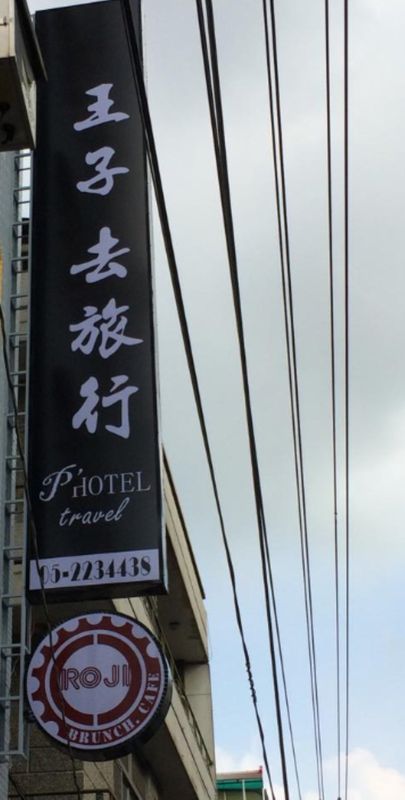 王子去旅行
P'HOTEL
travel
05-2234438
ROJI
BRUNCH. CAFE